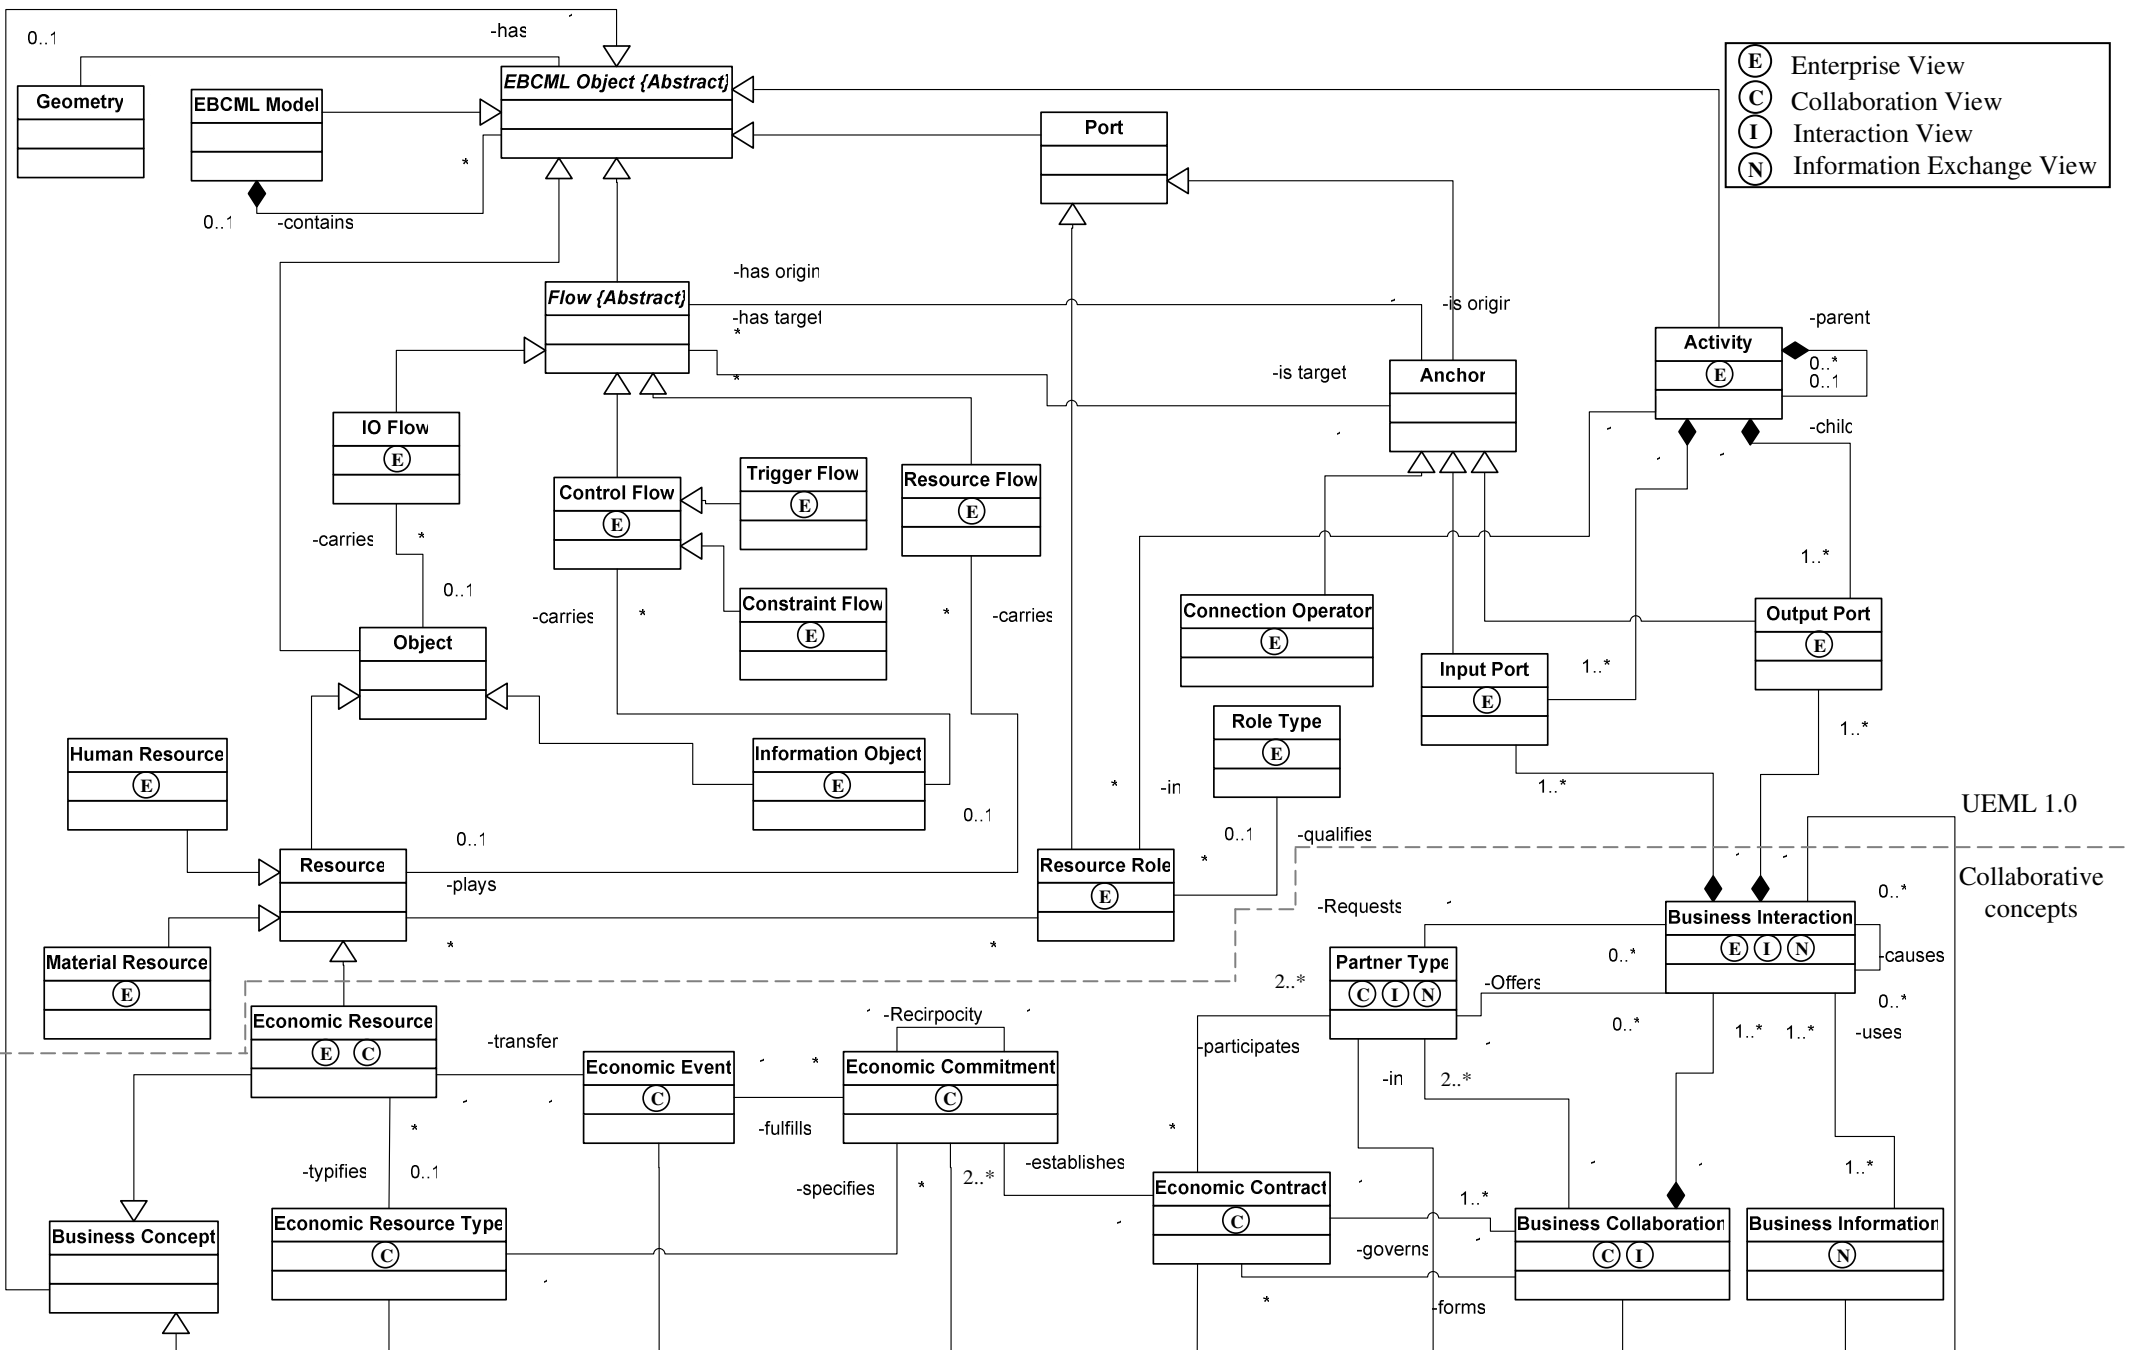 0..1
-has
EBCML Object {Abstract}
Geometry
EBCML Model
Port
E Enterprise View
C Collaboration View
I Interaction View
N Information Exchange View
*
0..1
-contains
-has origin
Flow {Abstract}
-has target
*
-is origin
-parent
Activity
E
0..*
0..1
*
-is target
Anchor
-child
IO Flow
E
Trigger Flow
E
Control Flow
E
Resource Flow
E
-carries
*
0..1
1..*
-carries
*
Constraint Flow
E
*
-carries
Connection Operator
E
Output Port
E
Object
Input Port
E
1..*
Role Type
E
1..*
Human Resource
E
Information Object
E
*
-in
1..*
0..1
UEML 1.0
0..1
0..1
-qualifies
Resource
-plays
Resource Role
E
*
Collaborative
concepts
*
*
-Requests
0..*
Business Interaction
E I N
Material Resource
E
Partner Type
C I N
0..*
-causes
2..*
-Offers
0..*
Economic Resource
E C
-Recirpocity
0..*
1..*
1..*
-uses
-transfer
-participates
Economic Event
C
*
Economic Commitment
C
-in
2..*
*
-fulfills
*
-typifies
0..1
-specifies
*
2..*
-establishes
1..*
Economic Contract
C
1..*
Business Concept
Economic Resource Type
C
Business Collaboration
C I
Business Information
N
-governs
*
-forms